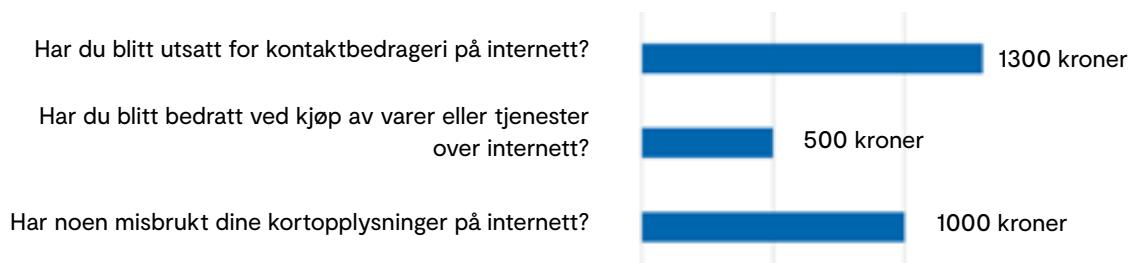 Har du blitt utsatt for kontaktbedrageri på internett?
1300 kroner
Har du blitt bedratt ved kjøp av varer eller tjenester
over internett?
500 kroner
Har noen misbrukt dine kortopplysninger på internett?
1000 kroner